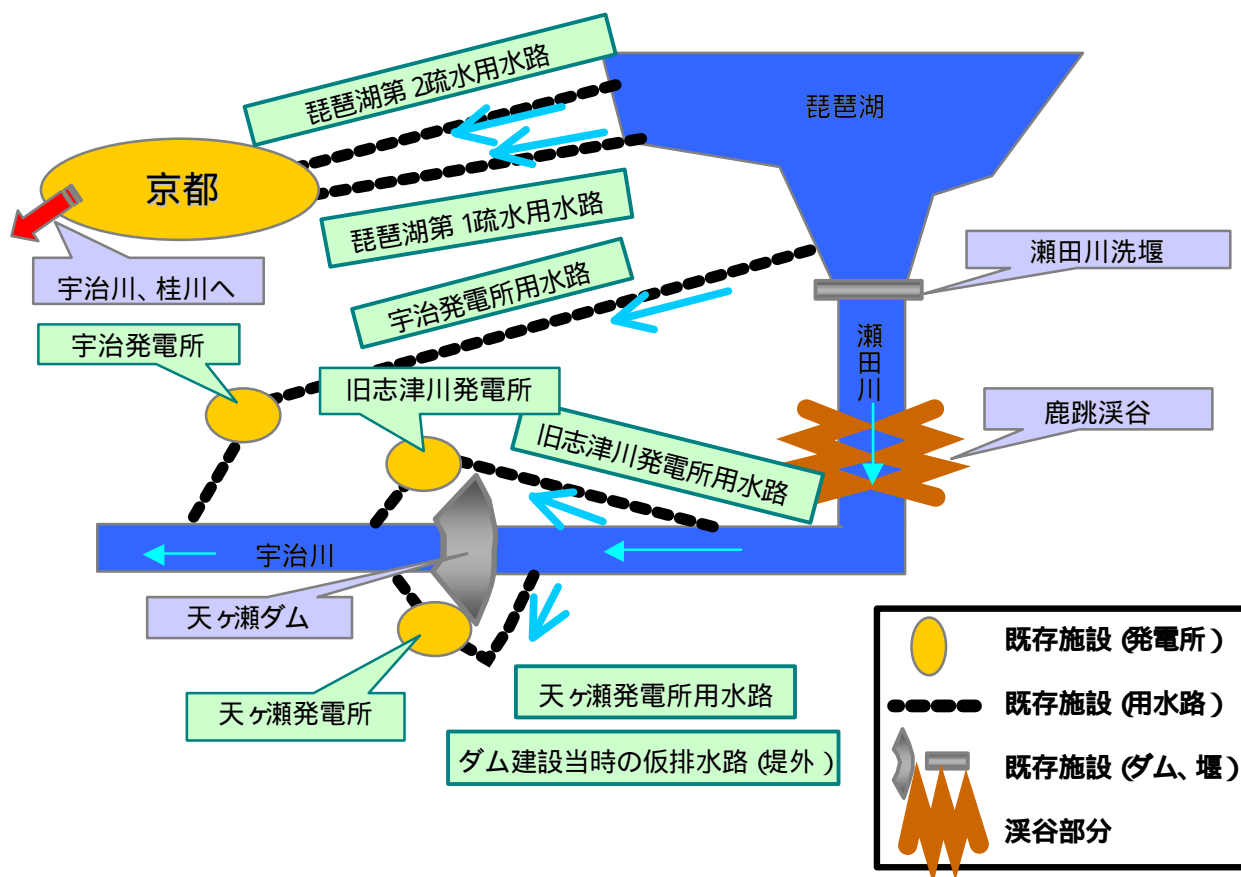 琵琶湖第2疏水用水路
琵琶湖
京都
琵琶湖第1疏水用水路
宇治川、桂川へ
瀬田川洗堰
宇治発電所用水路
宇治発電所
瀬田川
旧志津川発電所
鹿跳渓谷
旧志津川発電所用水路
宇治川
天ヶ瀬ダム
天ヶ瀬発電所用水路
天ヶ瀬発電所
ダム建設当時の仮排水路(堤外)
既存施設(発電所)
既存施設(用水路)
既存施設(ダム、堰)
渓谷部分